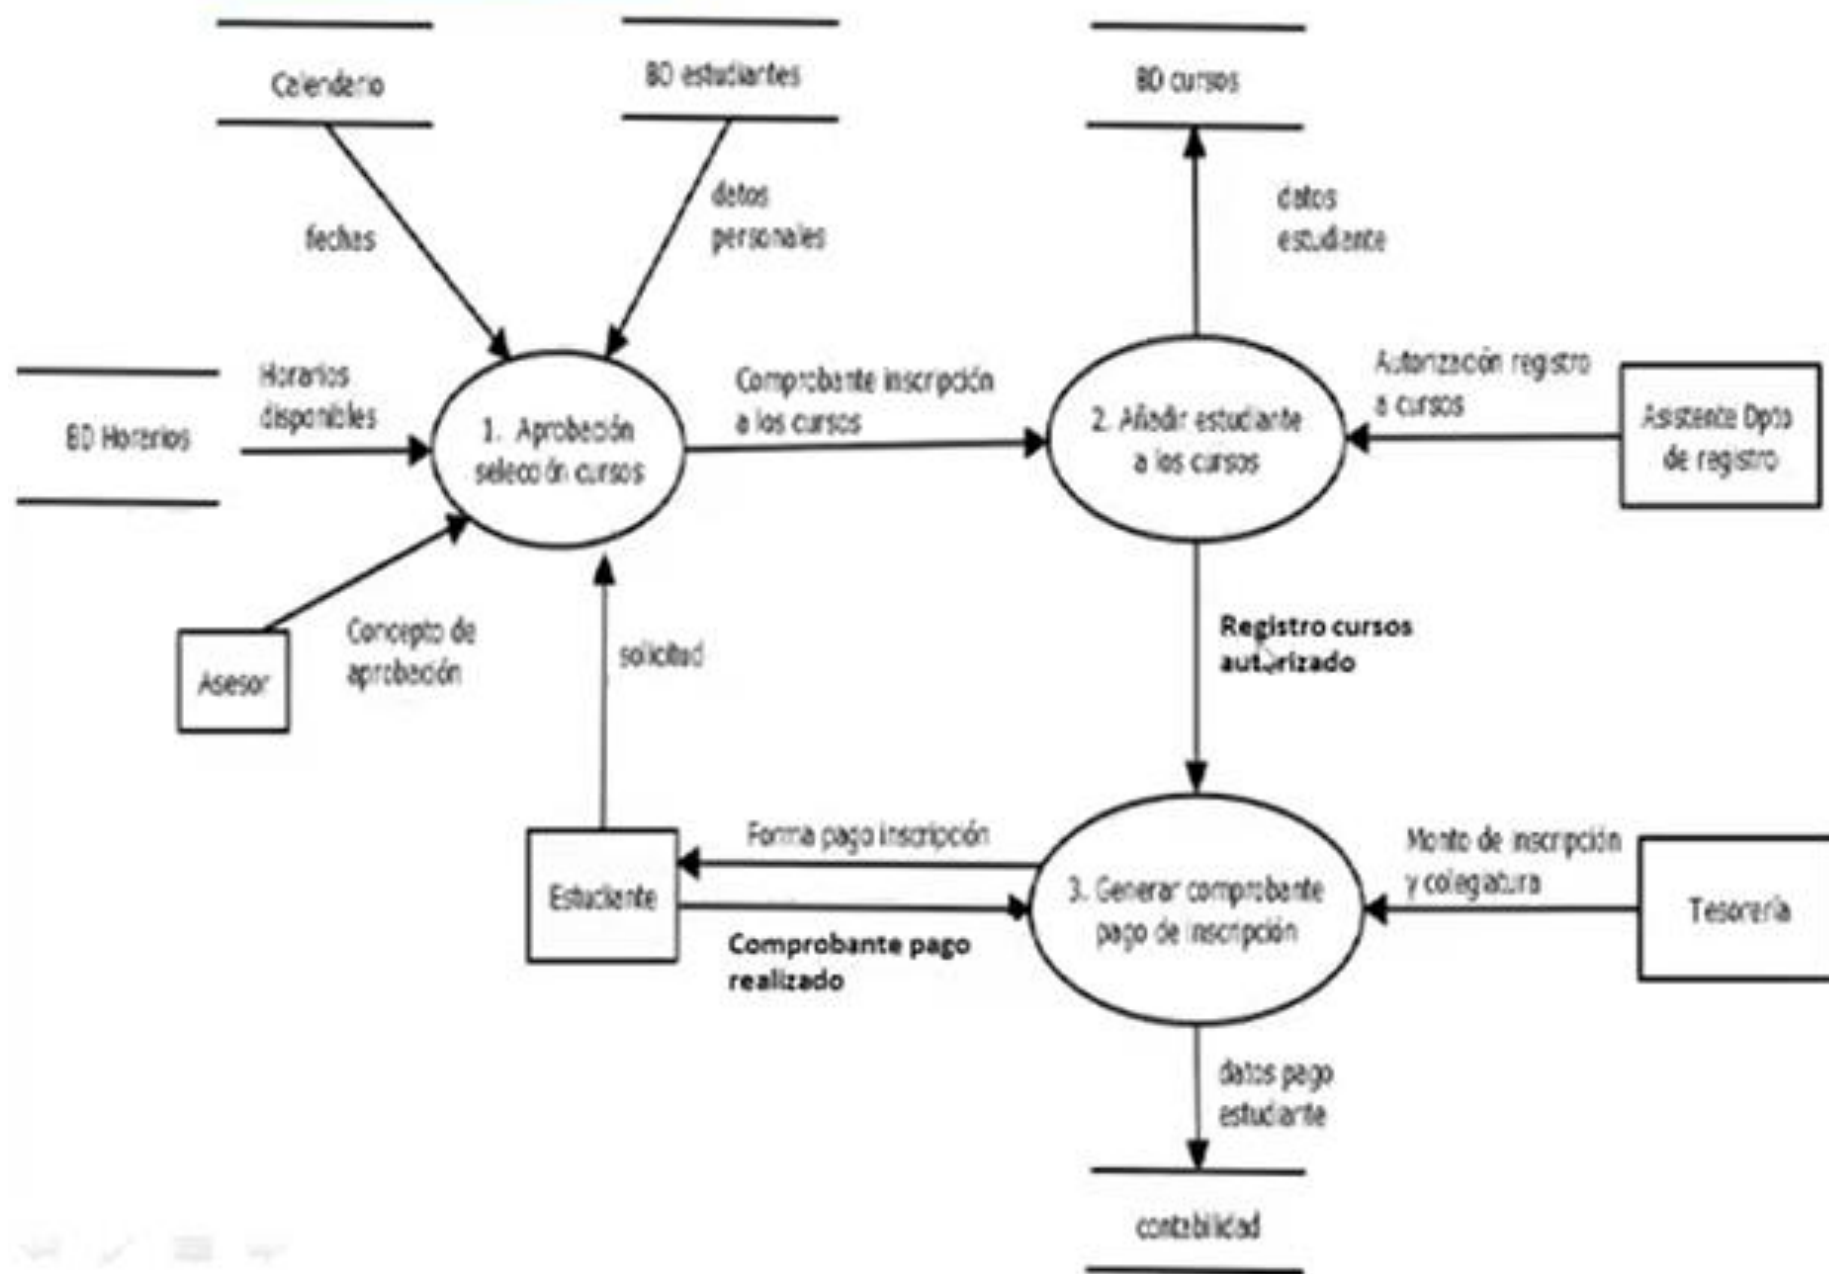 Calendario
BD estudiantes
BD cursos
fechas
datos
personales
datos
estudiante
BD Horarios
Horarios
disponibles
1. Aprobación
selección cursos
Comprobante inscripción
a los cursos
2. Añadir estudiante
a los cursos
Autorización registro
a cursos
Asistente Dpto
de registro
Asesor
Concepto de
aprobación
solicitud
Registro cursos
autorizado
Estudiante
Forma pago inscripción
Comprobante pago
realizado
3. Generar comprobante
pago de inscripción
Monto de inscripción
y colegiatura
Tesorería
datos pago
estudiante
contabilidad